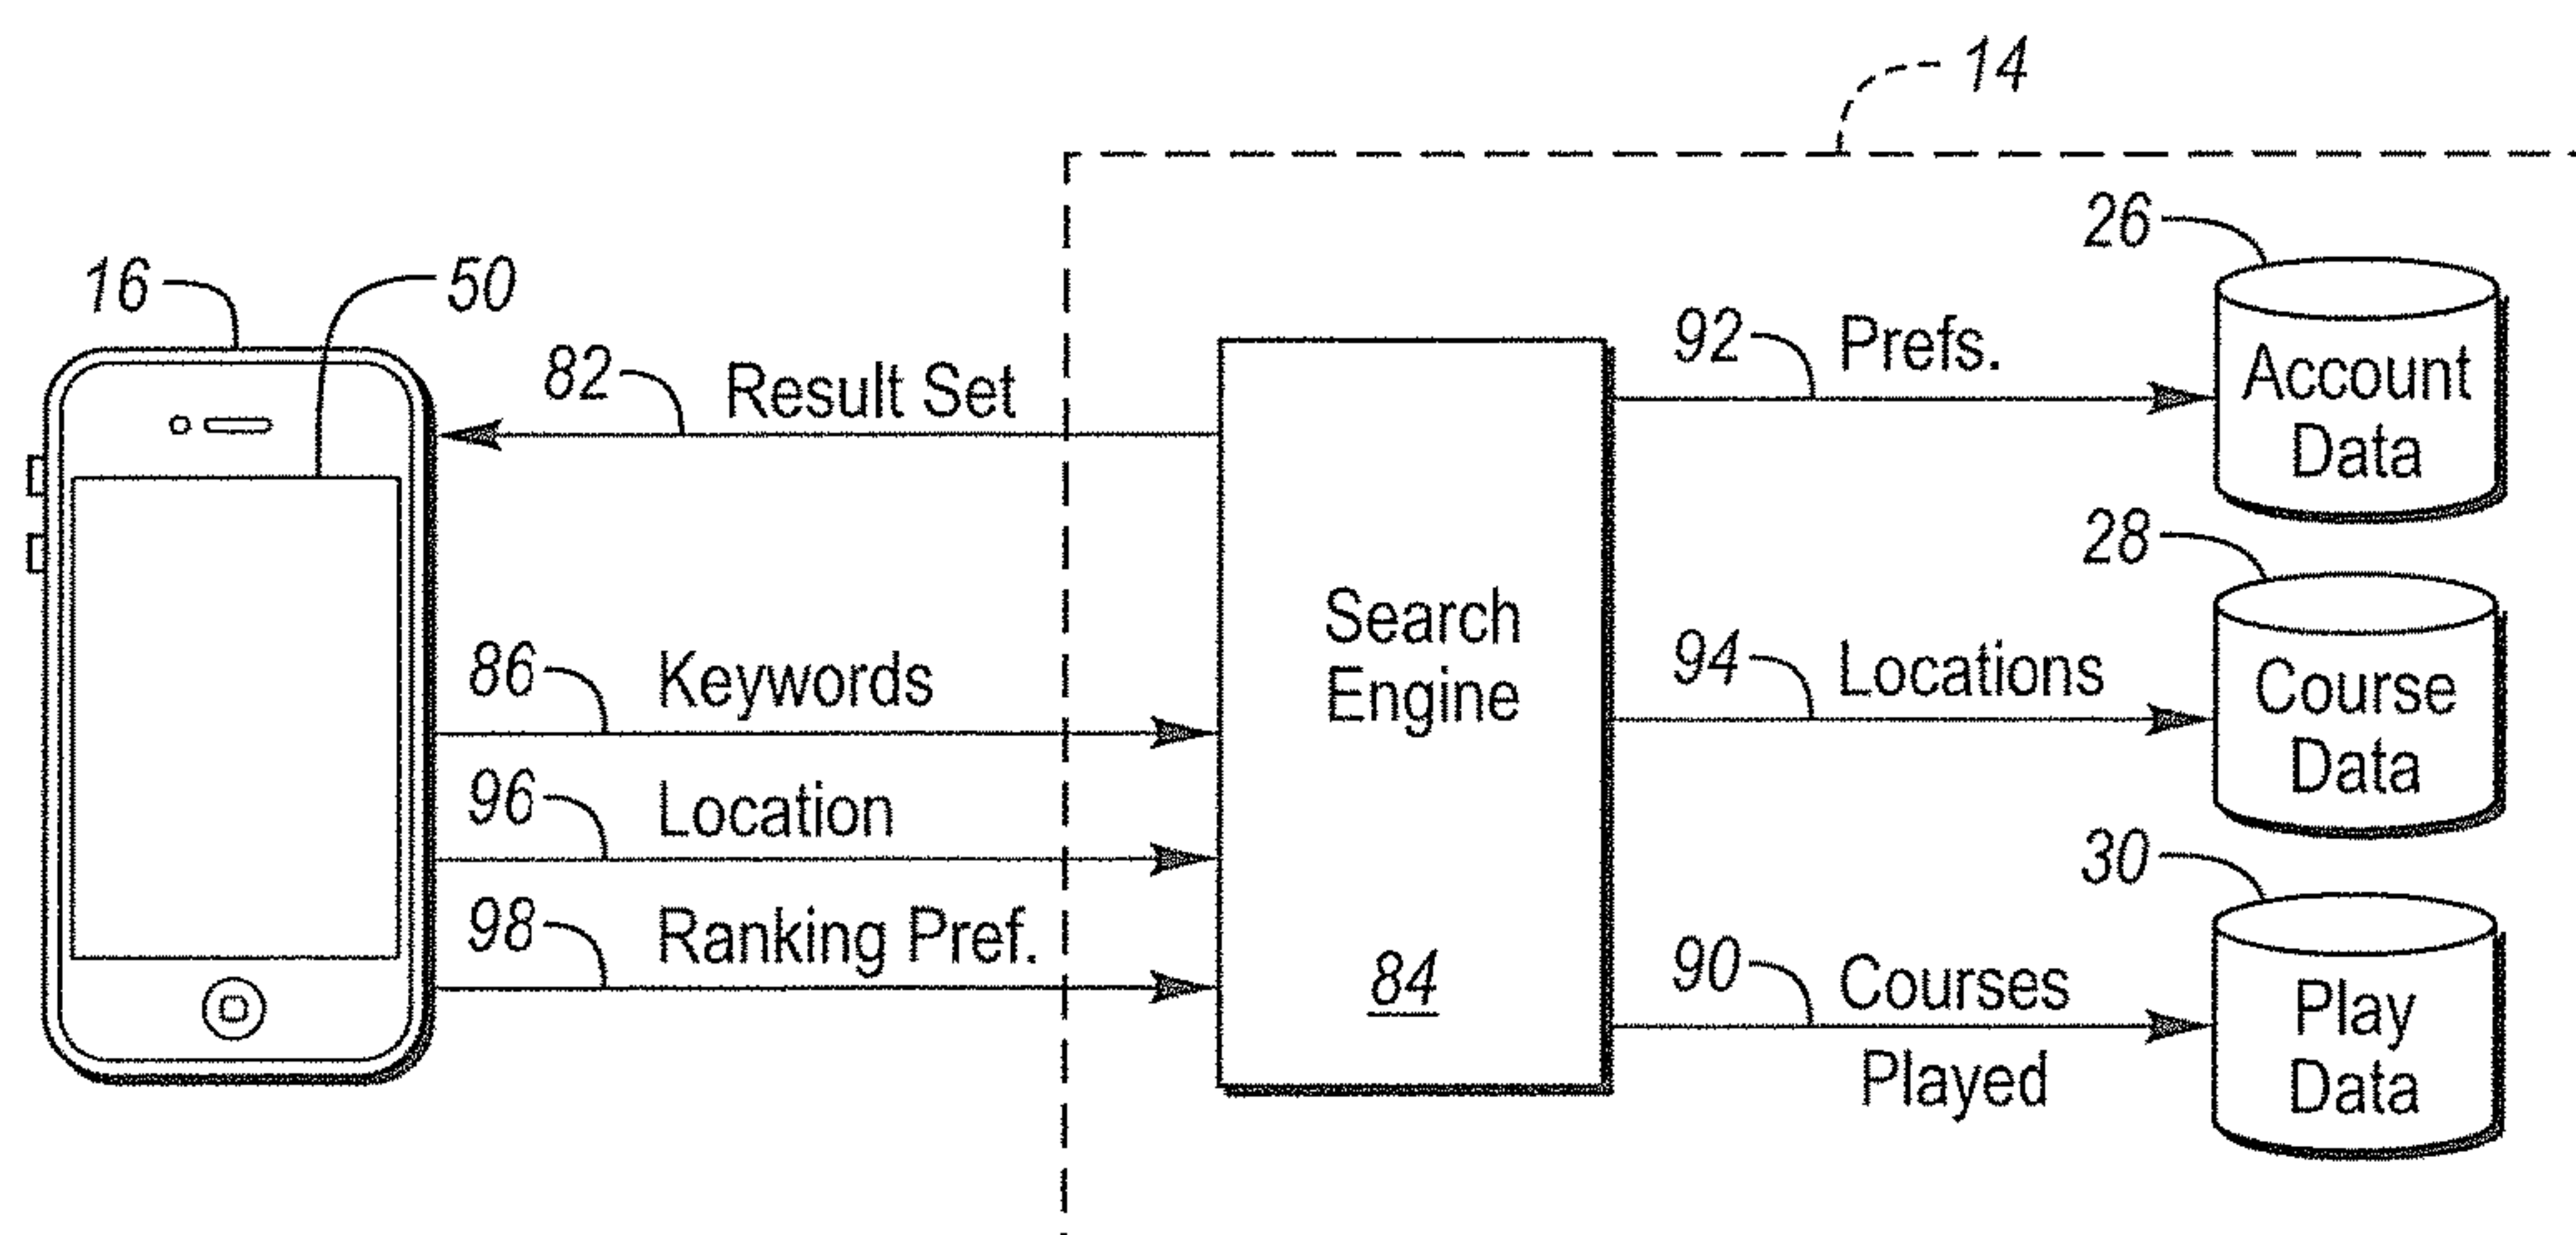 14
26
16
50
92
Prefs.
82
Result Set
Account
Data
28
Search
Engine
86
Keywords
94
Locations
Course
Data
96
Location
30
98
Ranking Pref.
84
90
Courses
Played
Play
Data